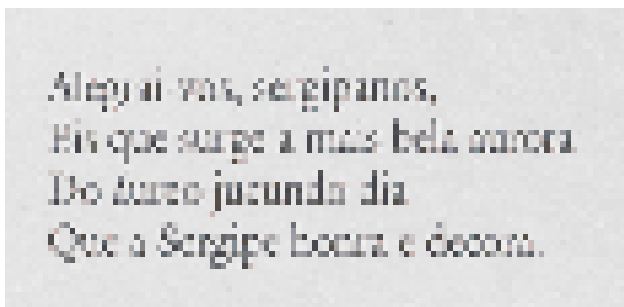 Alegrai-vos, sergipanos,
Eis que surge a mais bela aurora
Do áureo jucundo dia
Que a Sergipe honra e decora.